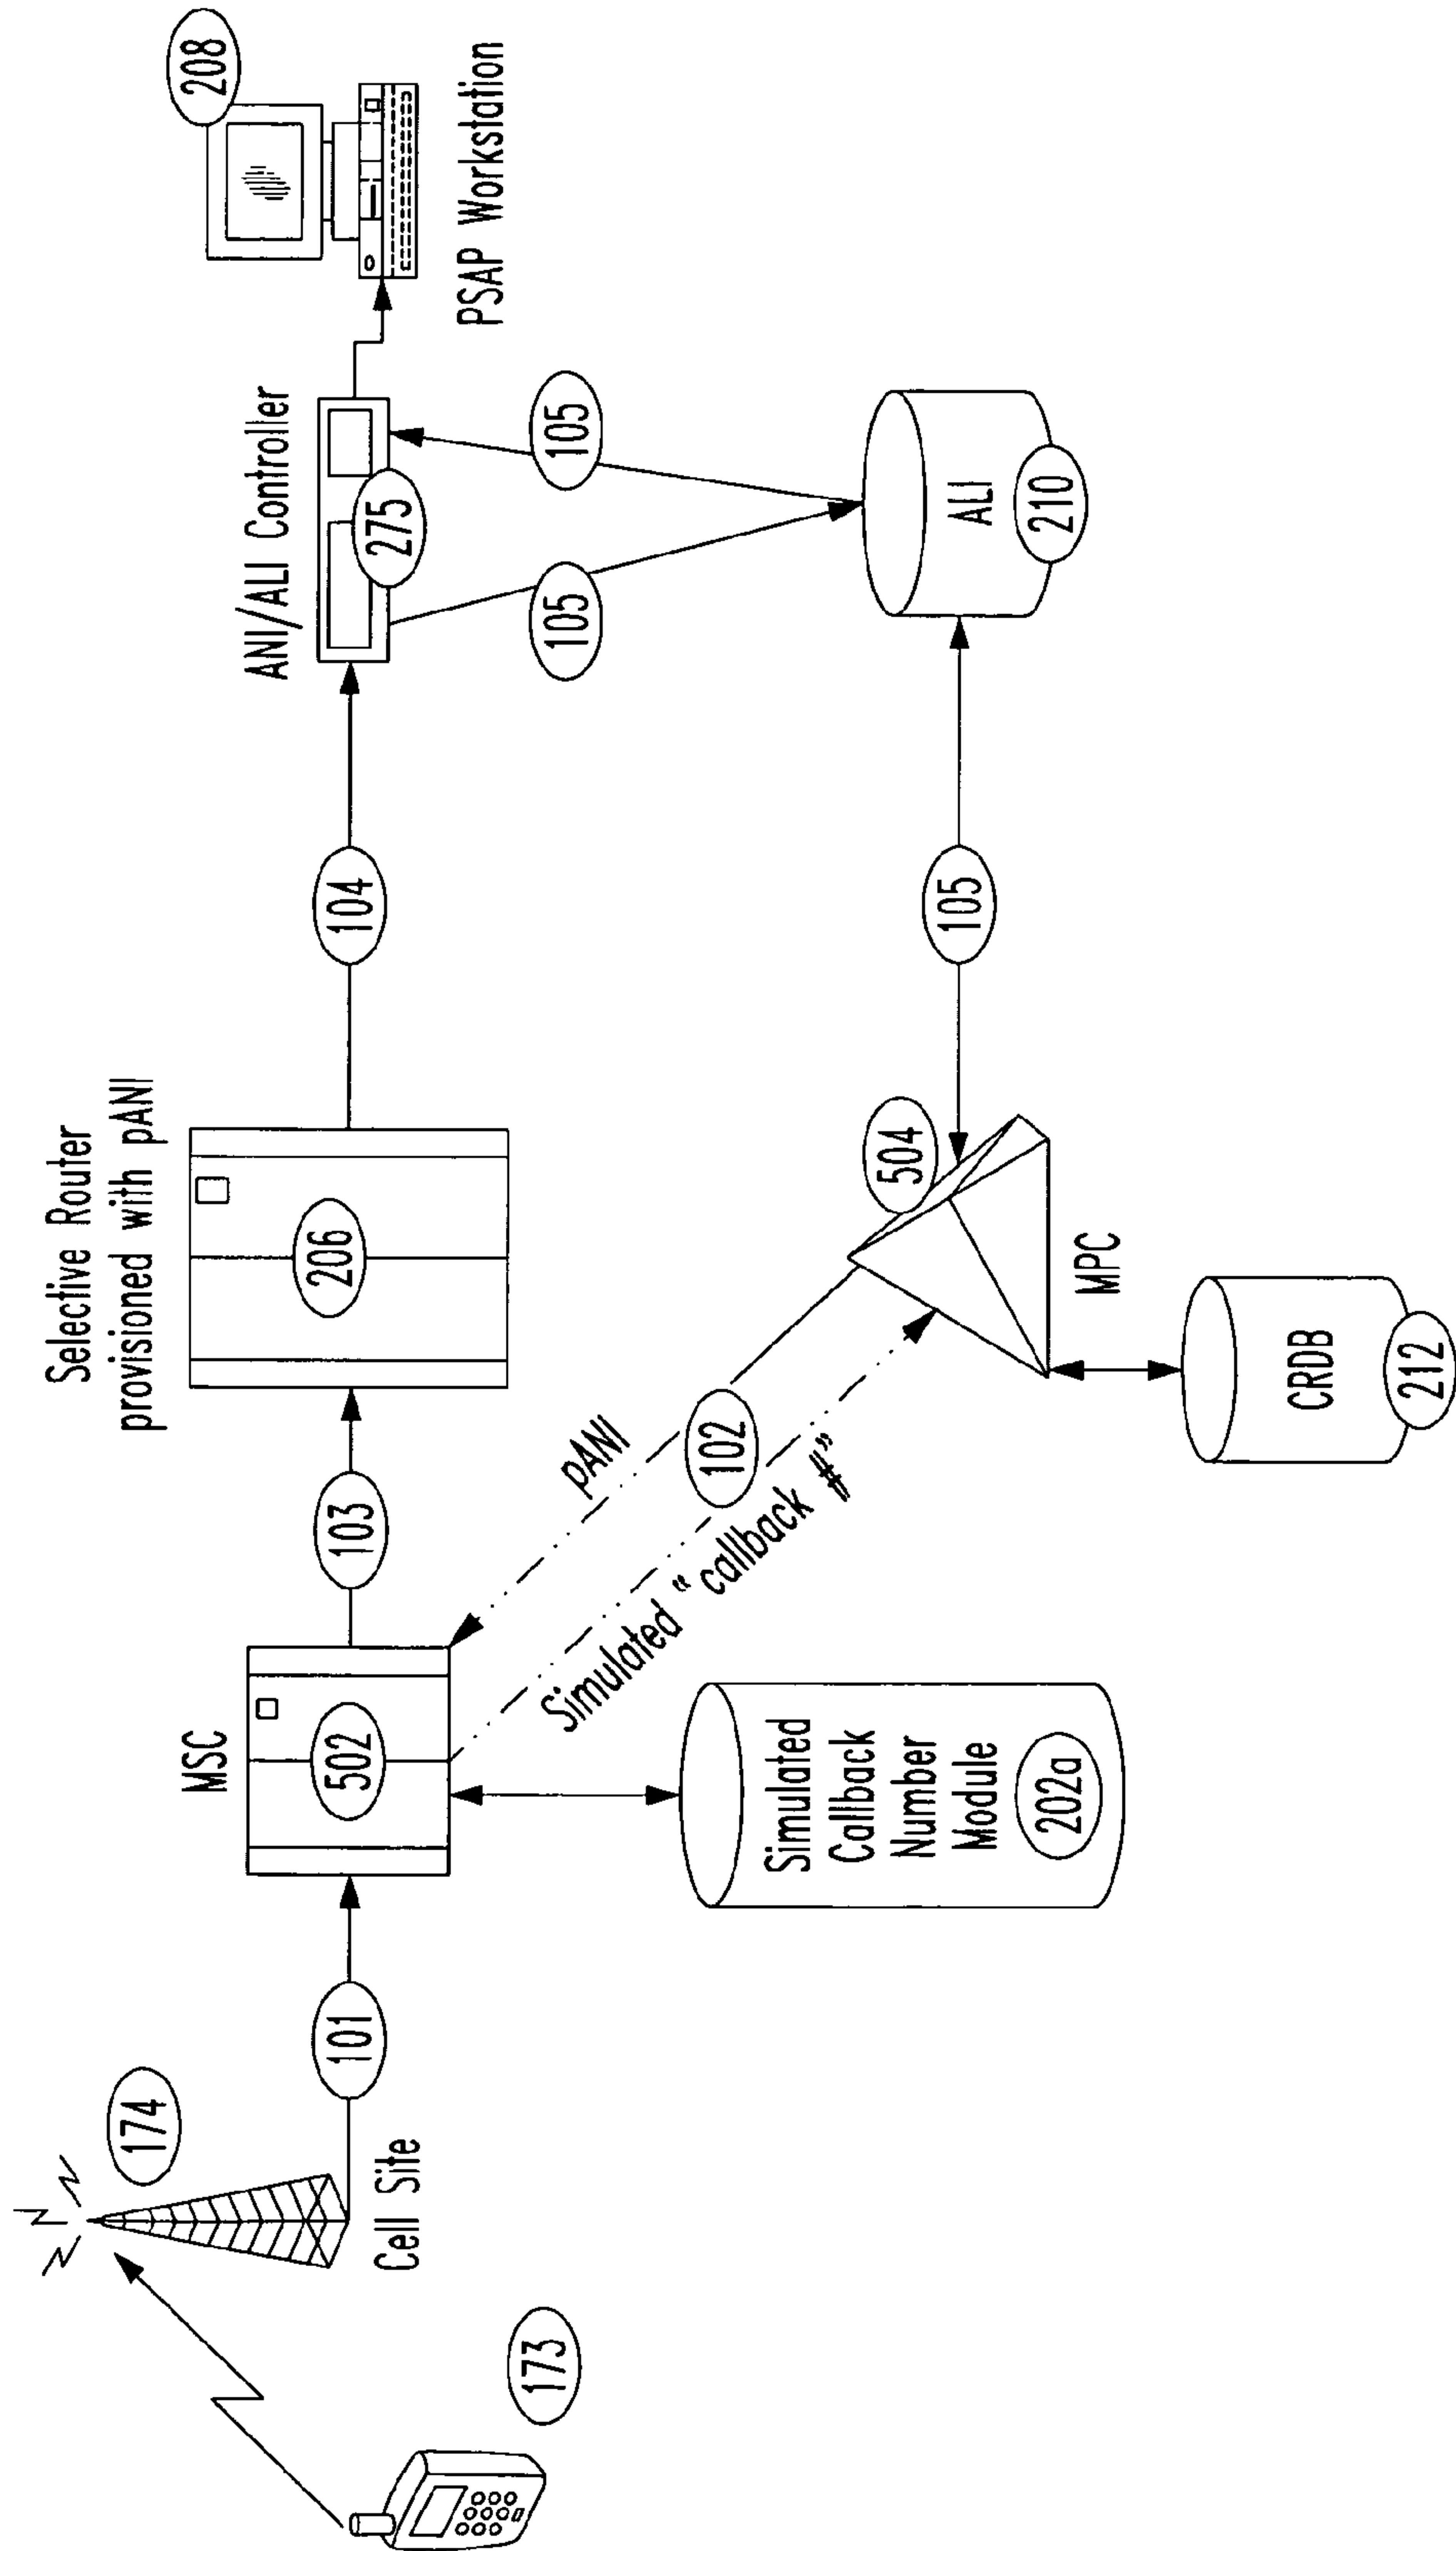 173
174
Cell Site
101
MSC
502
Simulated
Callback
Number
Module
202a
103
Selective Router
provisioned with pANI
206
pANI
102
Simulated “ callback #”
504
MPC
CRDB
212
104
105
ANI/ALI Controller
275
105
105
ALI
210
208
PSAP Workstation